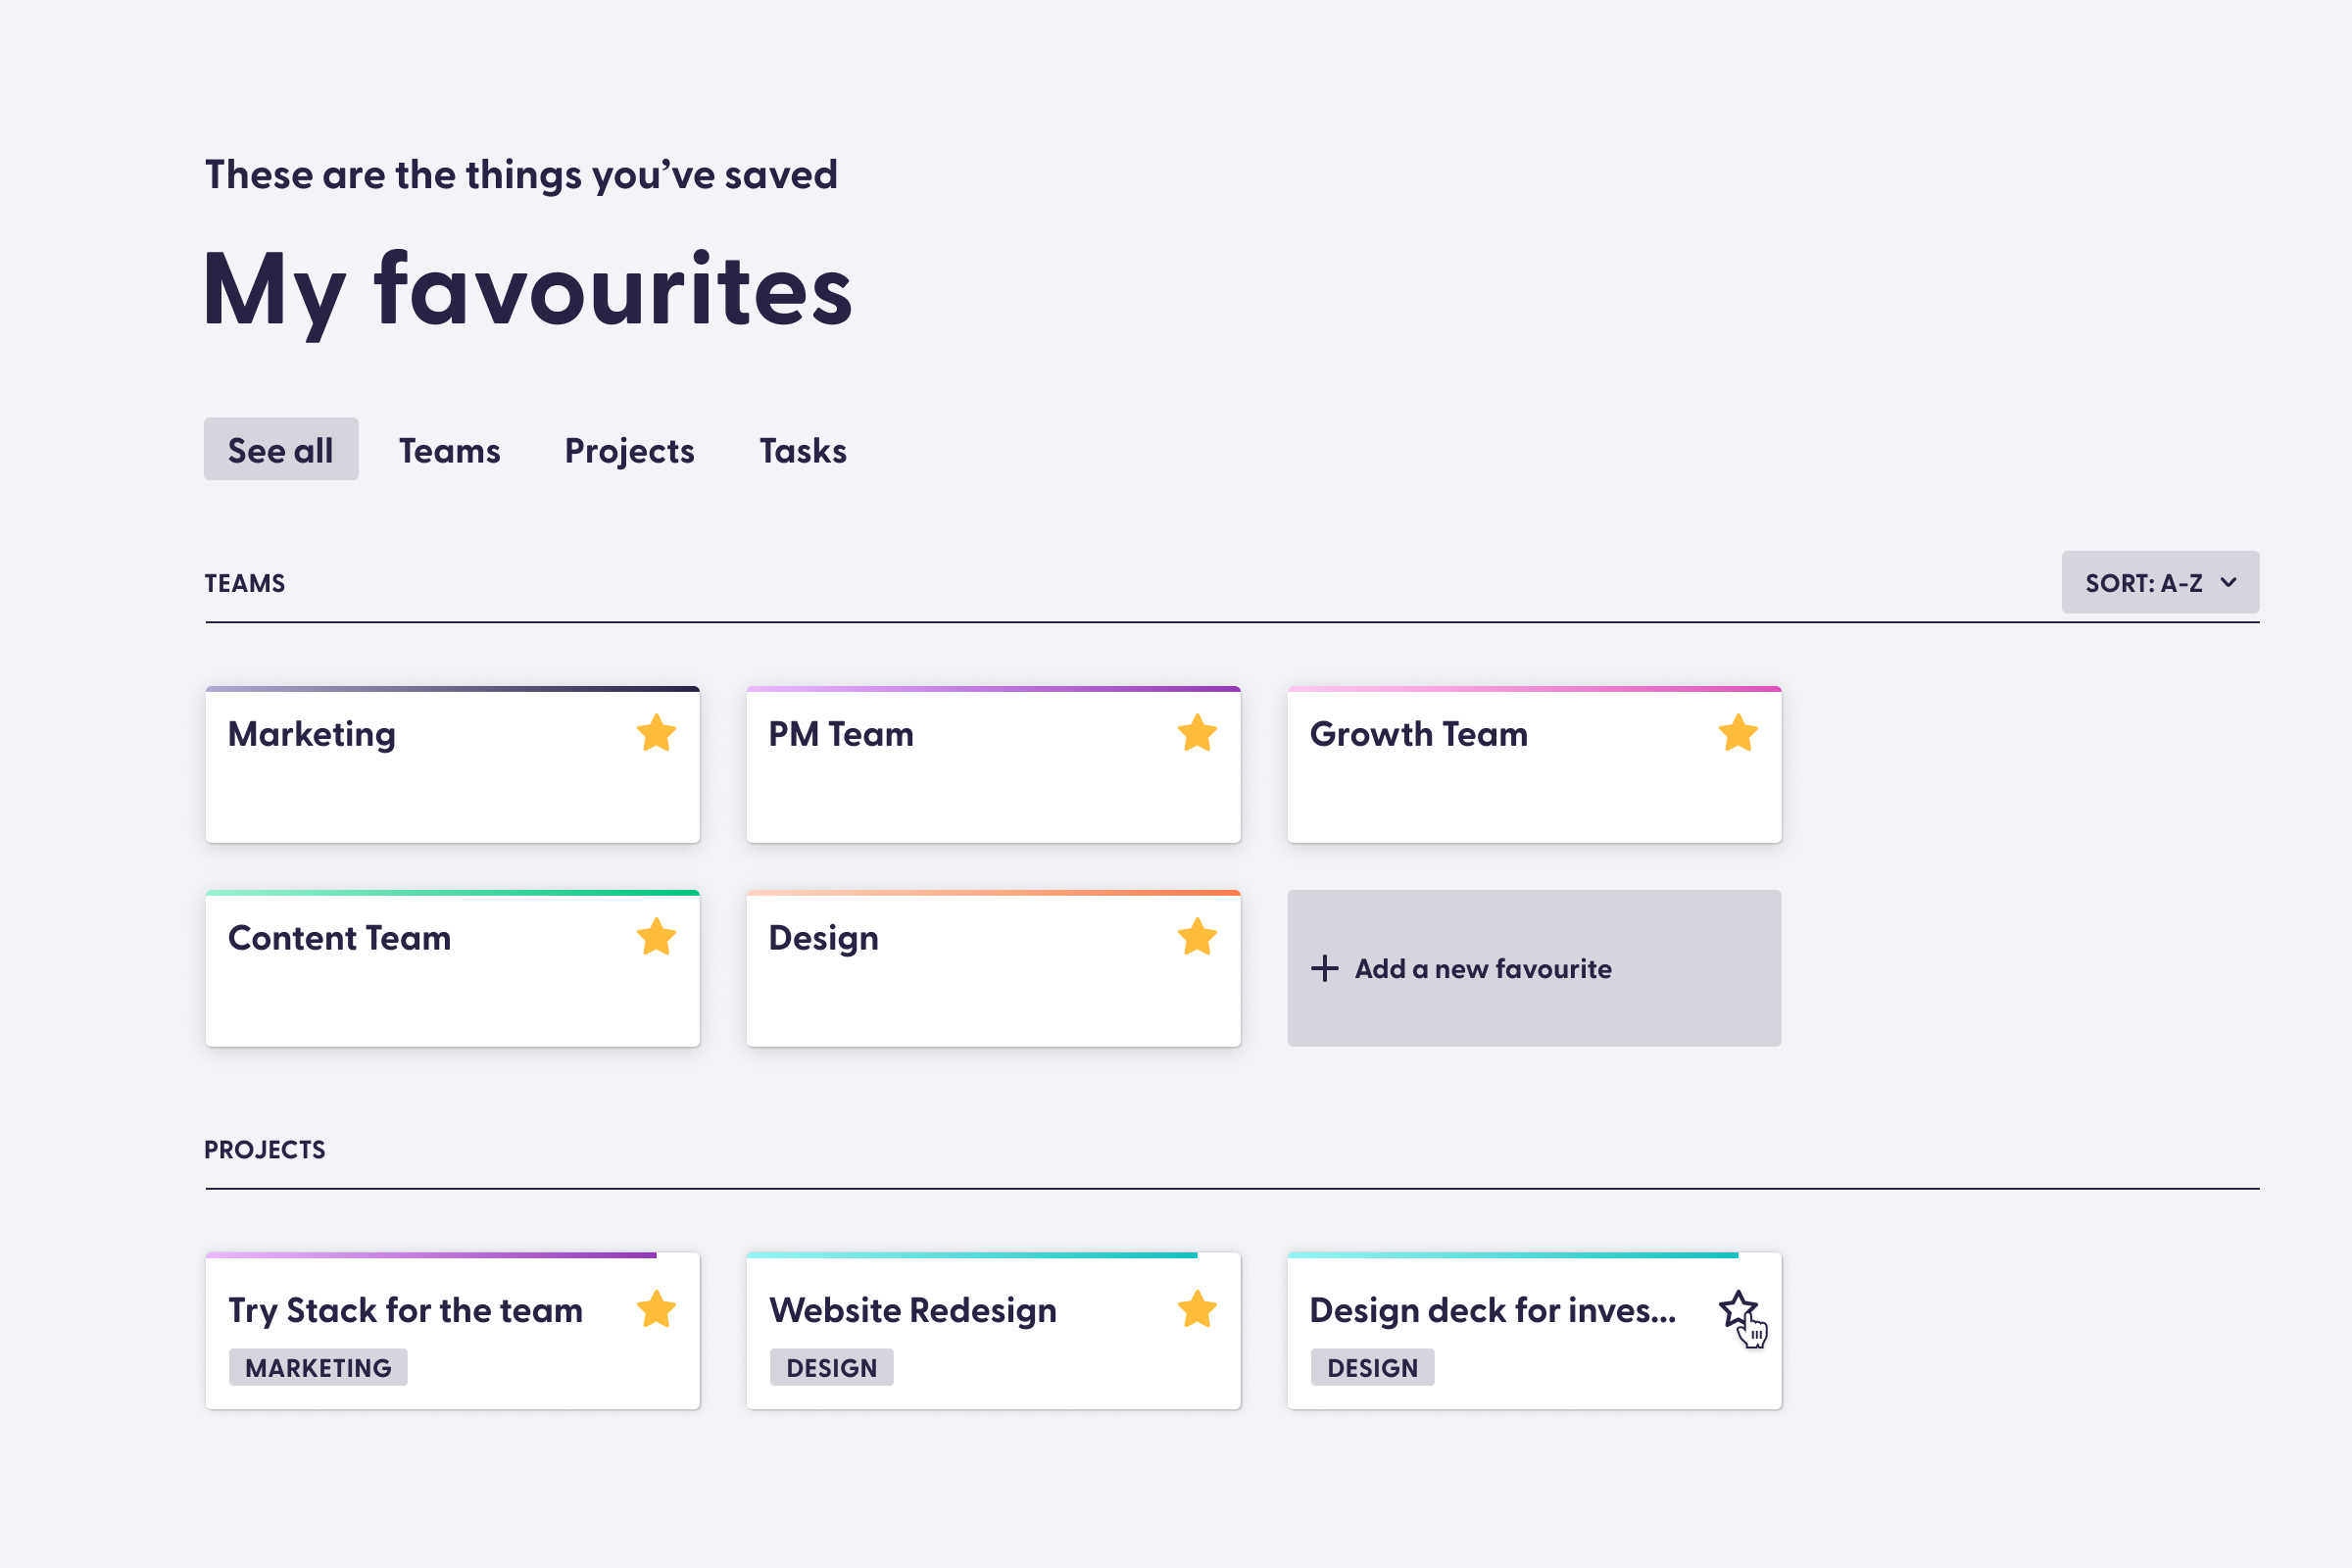 These are the things you’ve saved
My favourites
See all
Teams
Projects
Tasks
TEAMS
SORT: A-Z
Marketing
PM Team
Growth Team
Content Team
Design
Add a new favourite
PROJECTS
Try Stack for the team
MARKETING
Website Redesign
DESIGN
Design deck for inves...
DESIGN